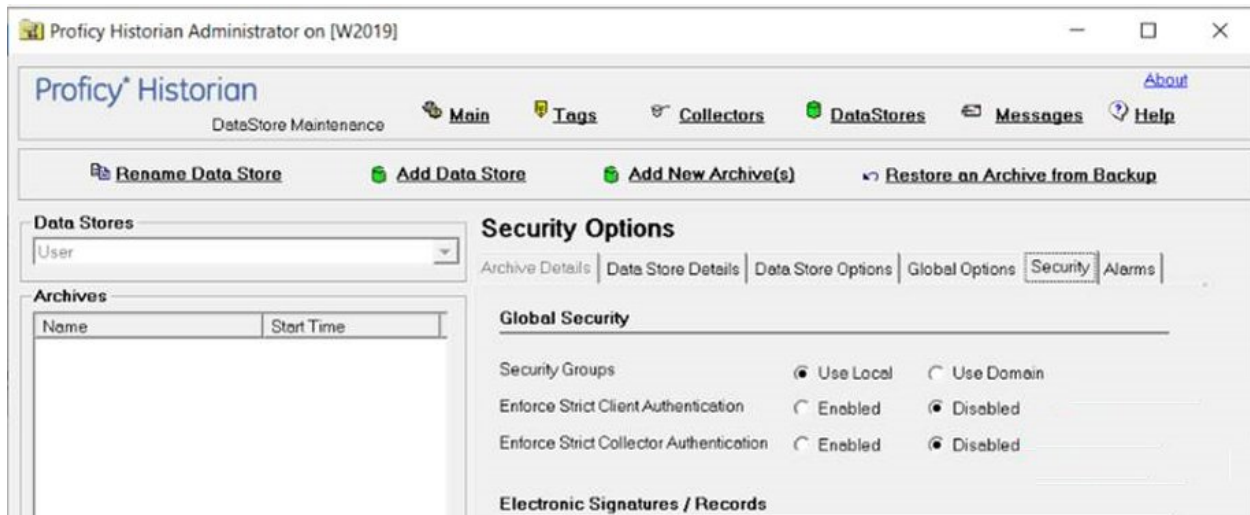 Proficy Historian Administrator on [W2019]
Proficy* Historian
About
DataStore Maintenance
Main Tags Collectors DataStores Messages Help
Rename Data Store Add Data Store Add New Archive(s) Restore an Archive from Backup
Data Stores
User
Security Options
Archive Details Data Store Details Data Store Options Global Options Security Alarms
Archives
Name Start Time
Global Security
Security Groups Use Local Use Domain
Enforce Strict Client Authentication Enabled Disabled
Enforce Strict Collector Authentication Enabled Disabled
Electronic Signatures / Records